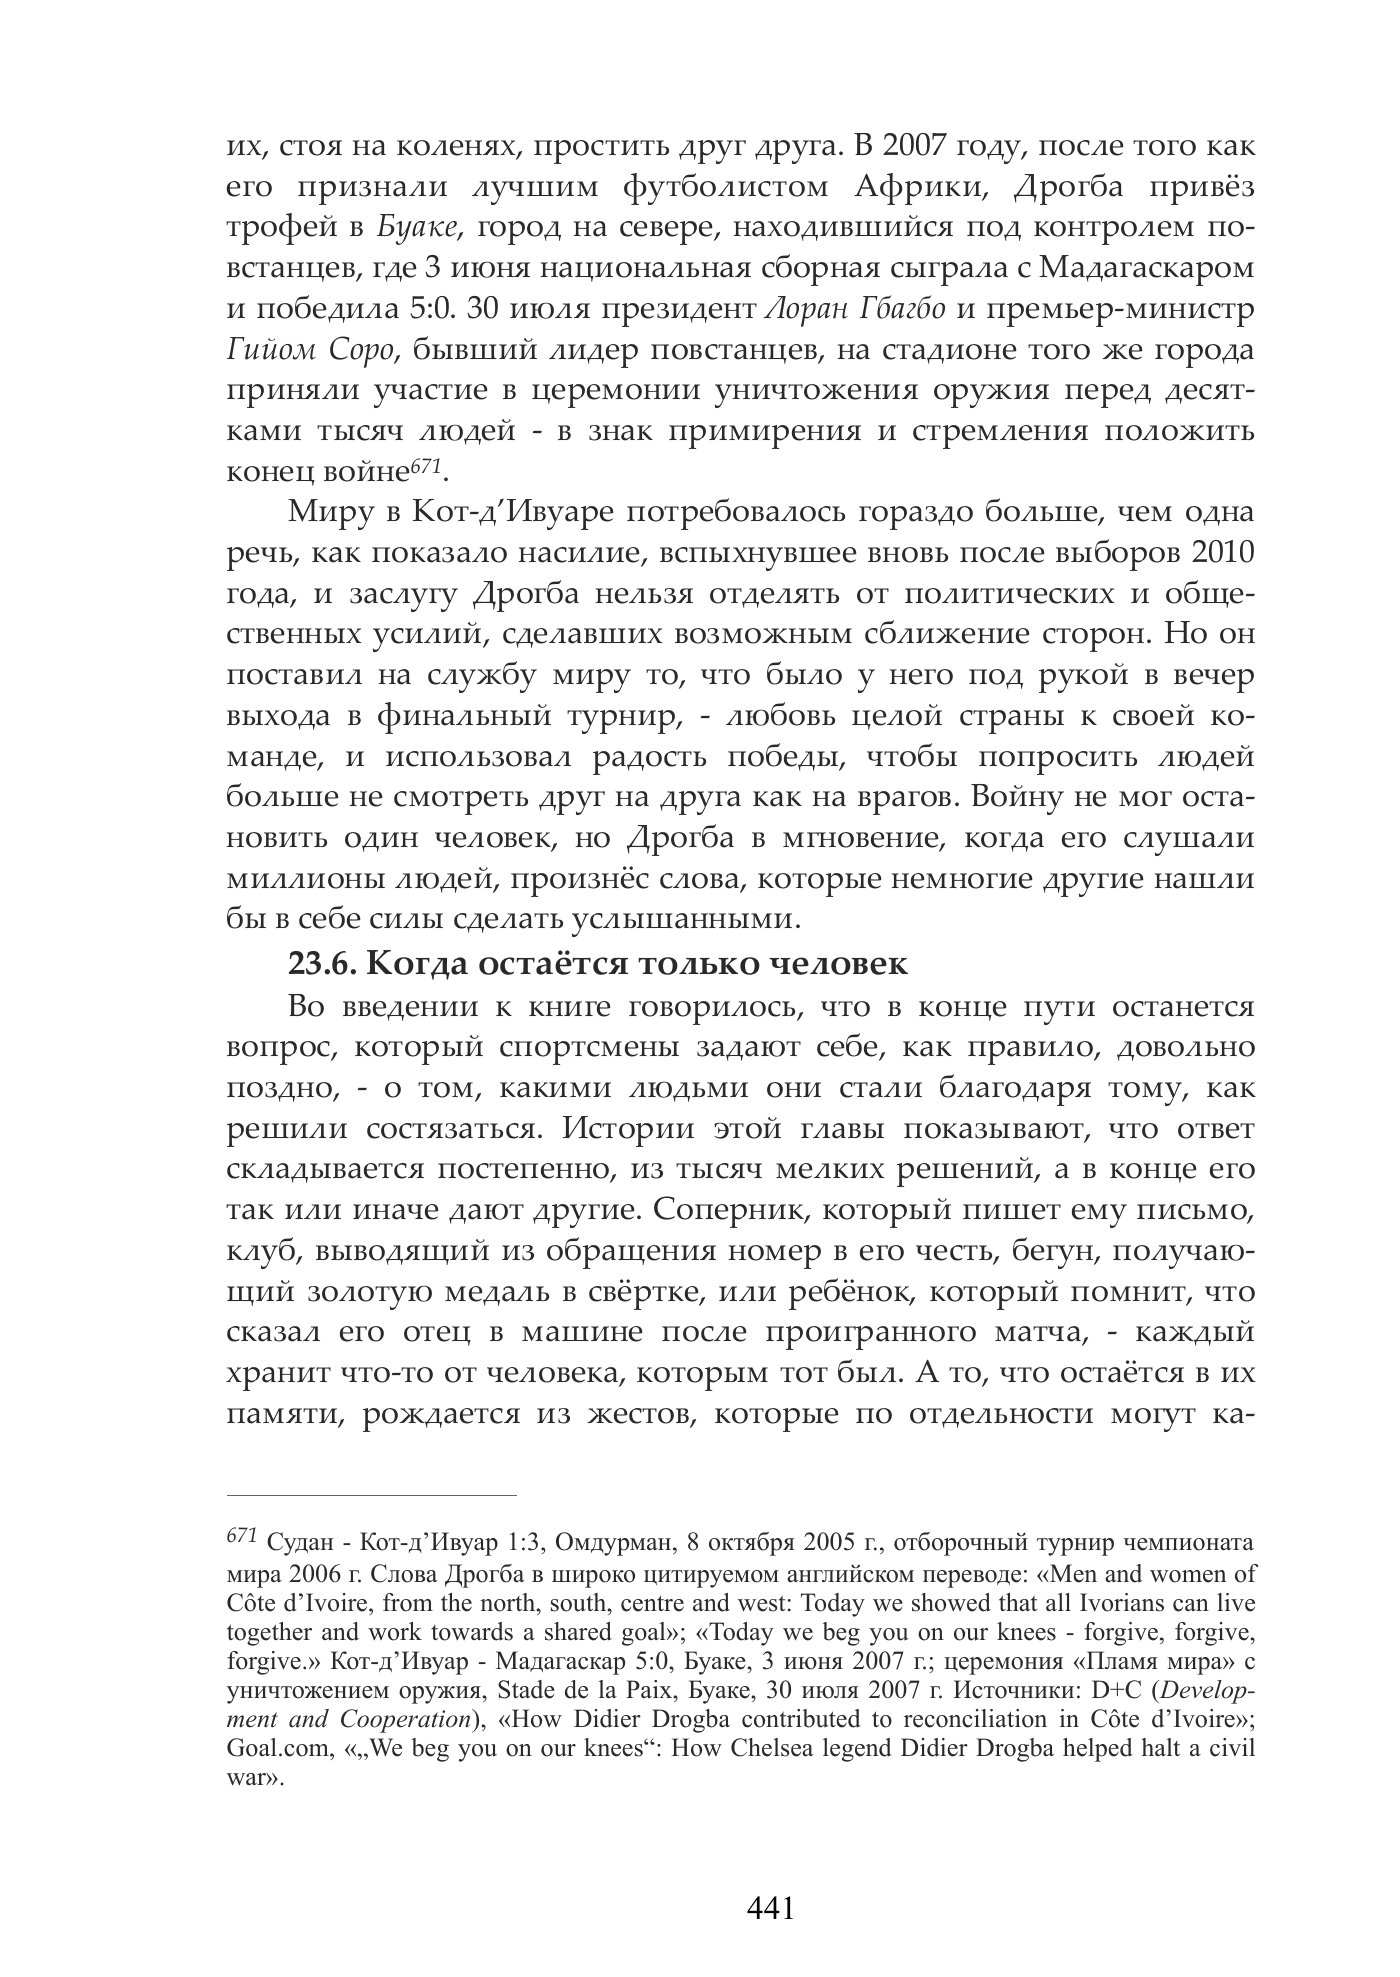 их, стоя на коленях, простить друг друга. В 2007 году, после того как
его признали лучшим футболистом Африки, Дрогба привёз
трофей в Буаке, город на севере, находившийся под контролем по-
встанцев, где 3 июня национальная сборная сыграла с Мадагаскаром
и победила 5:0. 30 июля президент Лоран Гбагбо и премьер-министр
Гийом Соро, бывший лидер повстанцев, на стадионе того же города
приняли участие в церемонии уничтожения оружия перед десят-
ками тысяч людей - в знак примирения и стремления положить
конец войне671.
Миру в Кот-д’Ивуаре потребовалось гораздо больше, чем одна
речь, как показало насилие, вспыхнувшее вновь после выборов 2010
года, и заслугу Дрогба нельзя отделять от политических и обще-
ственных усилий, сделавших возможным сближение сторон. Но он
поставил на службу миру то, что было у него под рукой в вечер
выхода в финальный турнир, - любовь целой страны к своей ко-
манде, и использовал радость победы, чтобы попросить людей
больше не смотреть друг на друга как на врагов. Войну не мог оста-
новить один человек, но Дрогба в мгновение, когда его слушали
миллионы людей, произнёс слова, которые немногие другие нашли
бы в себе силы сделать услышанными.
23.6. Когда остаётся только человек
Во введении к книге говорилось, что в конце пути останется
вопрос, который спортсмены задают себе, как правило, довольно
поздно, - о том, какими людьми они стали благодаря тому, как
решили состязаться. Истории этой главы показывают, что ответ
складывается постепенно, из тысяч мелких решений, а в конце его
так или иначе дают другие. Соперник, который пишет ему письмо,
клуб, выводящий из обращения номер в его честь, бегун, получаю-
щий золотую медаль в свёртке, или ребёнок, который помнит, что
сказал его отец в машине после проигранного матча, - каждый
хранит что-то от человека, которым тот был. А то, что остаётся в их
памяти, рождается из жестов, которые по отдельности могут ка-
671 Судан - Кот-д’Ивуар 1:3, Омдурман, 8 октября 2005 г., отборочный турнир чемпионата
мира 2006 г. Слова Дрогба в широко цитируемом английском переводе: «Men and women of
Côte d’Ivoire, from the north, south, centre and west: Today we showed that all Ivorians can live
together and work towards a shared goal»; «Today we beg you on our knees - forgive, forgive,
forgive.» Кот-д’Ивуар - Мадагаскар 5:0, Буаке, 3 июня 2007 г.; церемония «Пламя мира» с
уничтожением оружия, Stade de la Paix, Буаке, 30 июля 2007 г. Источники: D+C (Develop-
ment and Cooperation), «How Didier Drogba contributed to reconciliation in Côte d’Ivoire»;
Goal.com, «„We beg you on our knees“: How Chelsea legend Didier Drogba helped halt a civil
war».
441